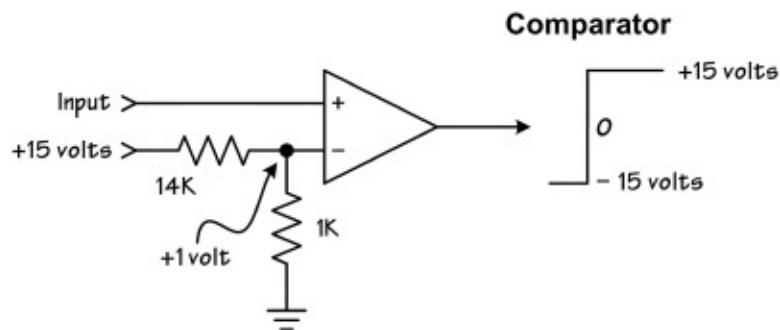 Comparator
Input
+
+15 volts
+15 volts
-
0
14K
- 15 volts
1K
+1 volt